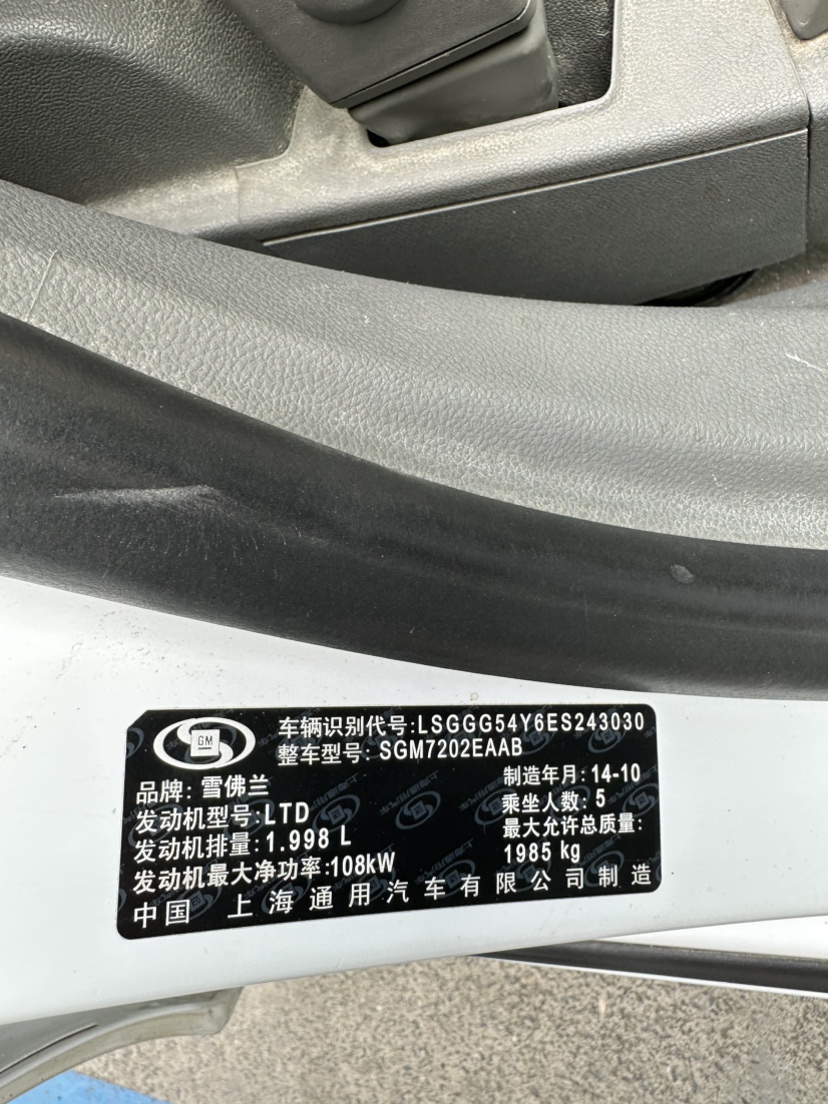 GM
车辆识别代号:LSGGG54Y6ES243030
整车型号: SGM7202EAAB
品牌: 雪佛兰
制造年月:14-10
发动机型号:LTD
乘坐人数: 5
发动机排量:1.998 L
最大允许总质量:
1985 kg
发动机最大净功率:108kW
中国 上海通用汽车有限公司制造